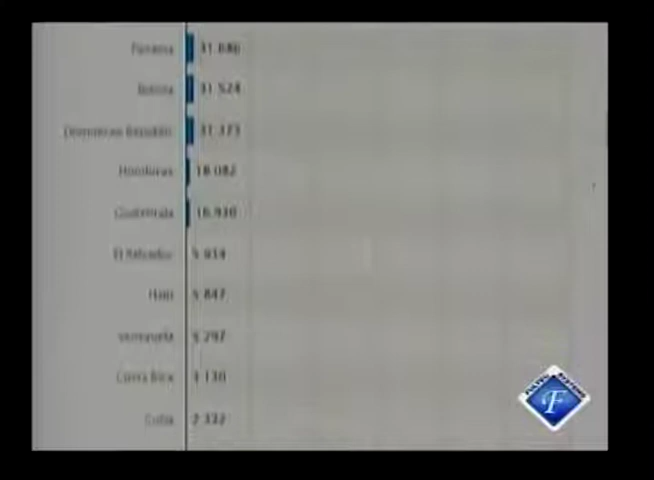 Panama 31 686
Bolivia 31 524
Dominican Republic 31 373
Honduras 18 082
Guatemala 16 930
El Salvador 5 934
Haiti 5 847
Venezuela 5 297
Costa Rica 3 130
Cuba 2 332
F